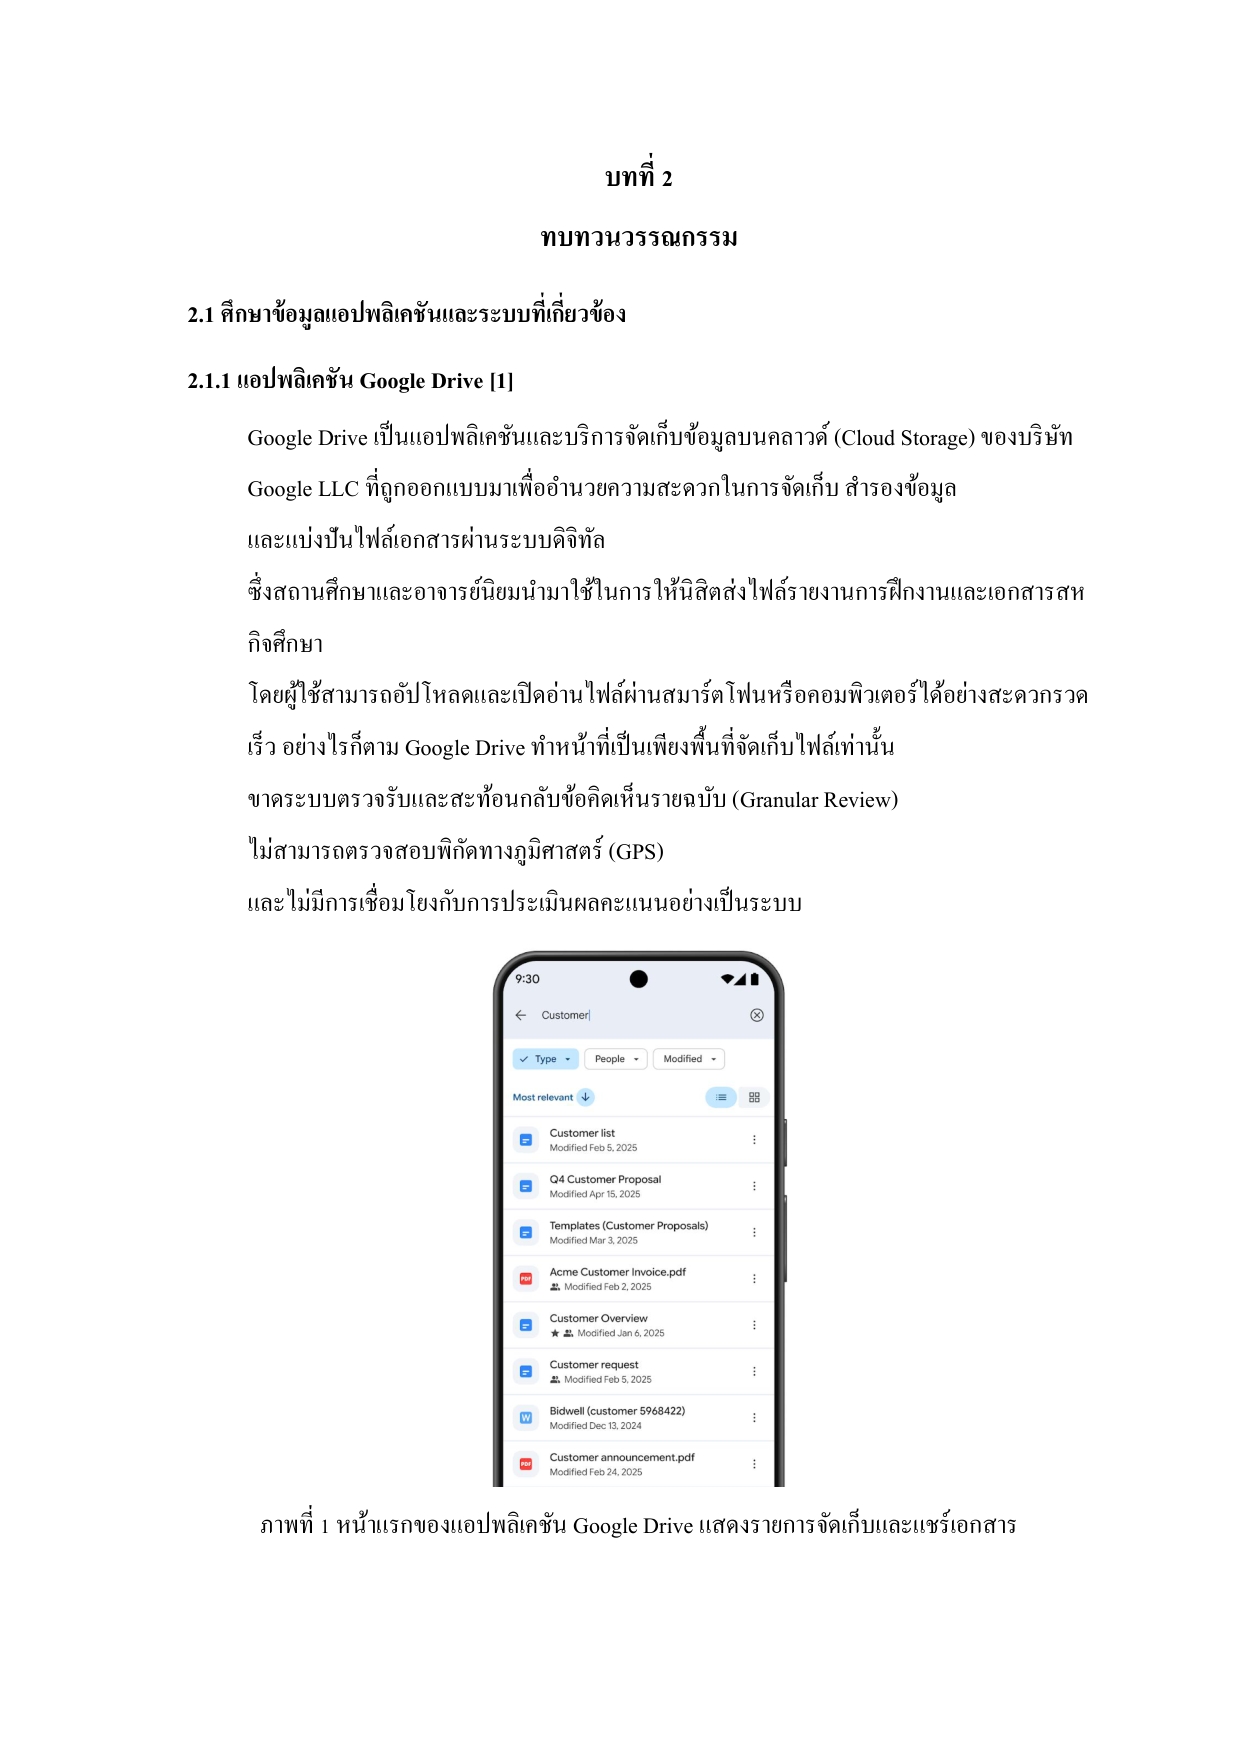 บทที่ 2
ทบทวนวรรณกรรม
2.1 ศึกษาข้อมูลแอปพลิเคชันและระบบที่เกี่ยวข้อง
2.1.1 แอปพลิเคชัน Google Drive [1]
Google Drive เป็นแอปพลิเคชันและบริการจัดเก็บข้อมูลบนคลาวด์ (Cloud Storage) ของบริษัท
Google LLC ที่ถูกออกแบบมาเพื่ออำนวยความสะดวกในการจัดเก็บ สำรองข้อมูล
และแบ่งปันไฟล์เอกสารผ่านระบบดิจิทัล
ซึ่งสถานศึกษาและอาจารย์นิยมนำมาใช้ในการให้นิสิตส่งไฟล์รายงานการฝึกงานและเอกสารสห
กิจศึกษา
โดยผู้ใช้สามารถอัปโหลดและเปิดอ่านไฟล์ผ่านสมาร์ตโฟนหรือคอมพิวเตอร์ได้อย่างสะดวกรวด
เร็ว อย่างไรก็ตาม Google Drive ทำหน้าที่เป็นเพียงพื้นที่จัดเก็บไฟล์เท่านั้น
ขาดระบบตรวจรับและสะท้อนกลับข้อคิดเห็นรายฉบับ (Granular Review)
ไม่สามารถตรวจสอบพิกัดทางภูมิศาสตร์ (GPS)
และไม่มีการเชื่อมโยงกับการประเมินผลคะแนนอย่างเป็นระบบ
9:30
Customer
Type People Modified
Most relevant
Customer list
Modified Feb 5, 2025
Q4 Customer Proposal
Modified Apr 15, 2025
Templates (Customer Proposals)
Modified Mar 3, 2025
PDF Acme Customer Invoice.pdf
Modified Feb 2, 2025
Customer Overview
Modified Jan 6, 2025
Customer request
Modified Feb 5, 2025
W Bidwell (customer 5968422)
Modified Dec 13, 2024
PDF Customer announcement.pdf
Modified Feb 24, 2025
ภาพที่ 1 หน้าแรกของแอปพลิเคชัน Google Drive แสดงรายการจัดเก็บและแชร์เอกสาร